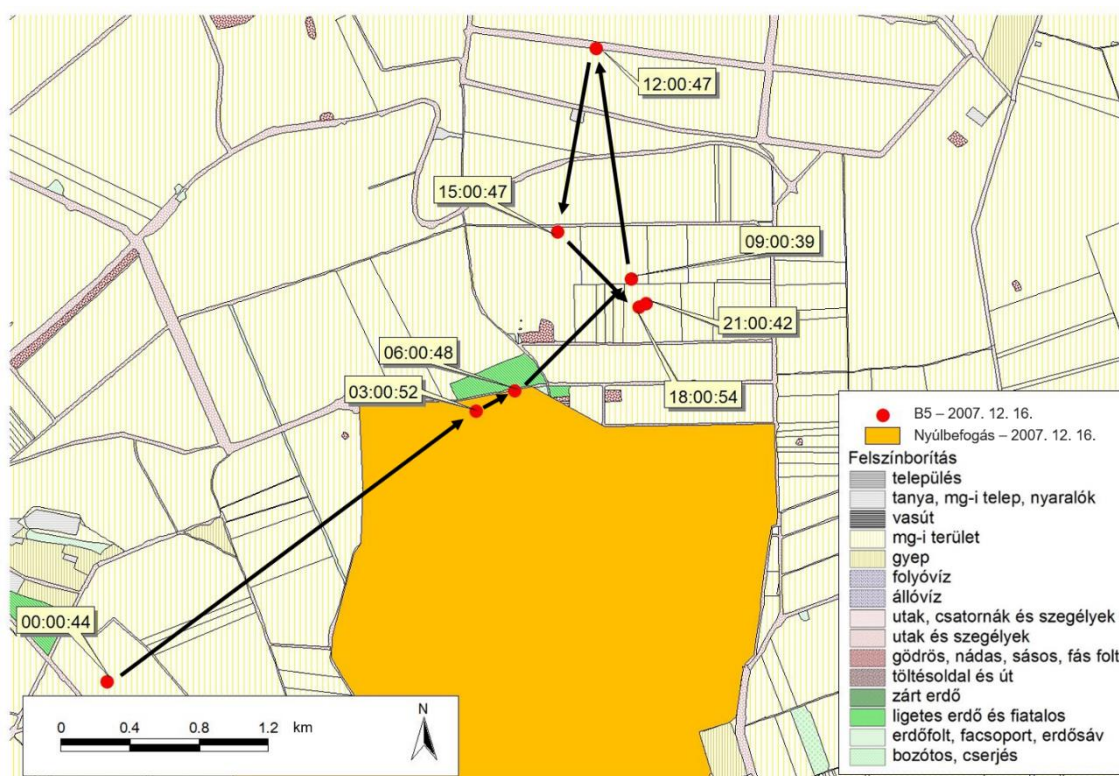 12:00:47
15:00:47
09:00:39
21:00:42
06:00:48
03:00:52
18:00:54
00:00:44
0 0.4 0.8 1.2
km
N
B5 – 2007. 12. 16.
Nyúlbefogás – 2007. 12. 16.
Felszínborítás
település
tanya, mg-i telep, nyaralók
vasút
mg-i terület
gyep
folyóvíz
állóvíz
utak, csatornák és szegélyek
utak és szegélyek
gödrös, nádas, sásos, fás folt
töltésoldal és út
zárt erdő
ligetes erdő és fiatalos
erdőfolt, facsoport, erdősáv
bozótos, cserjés